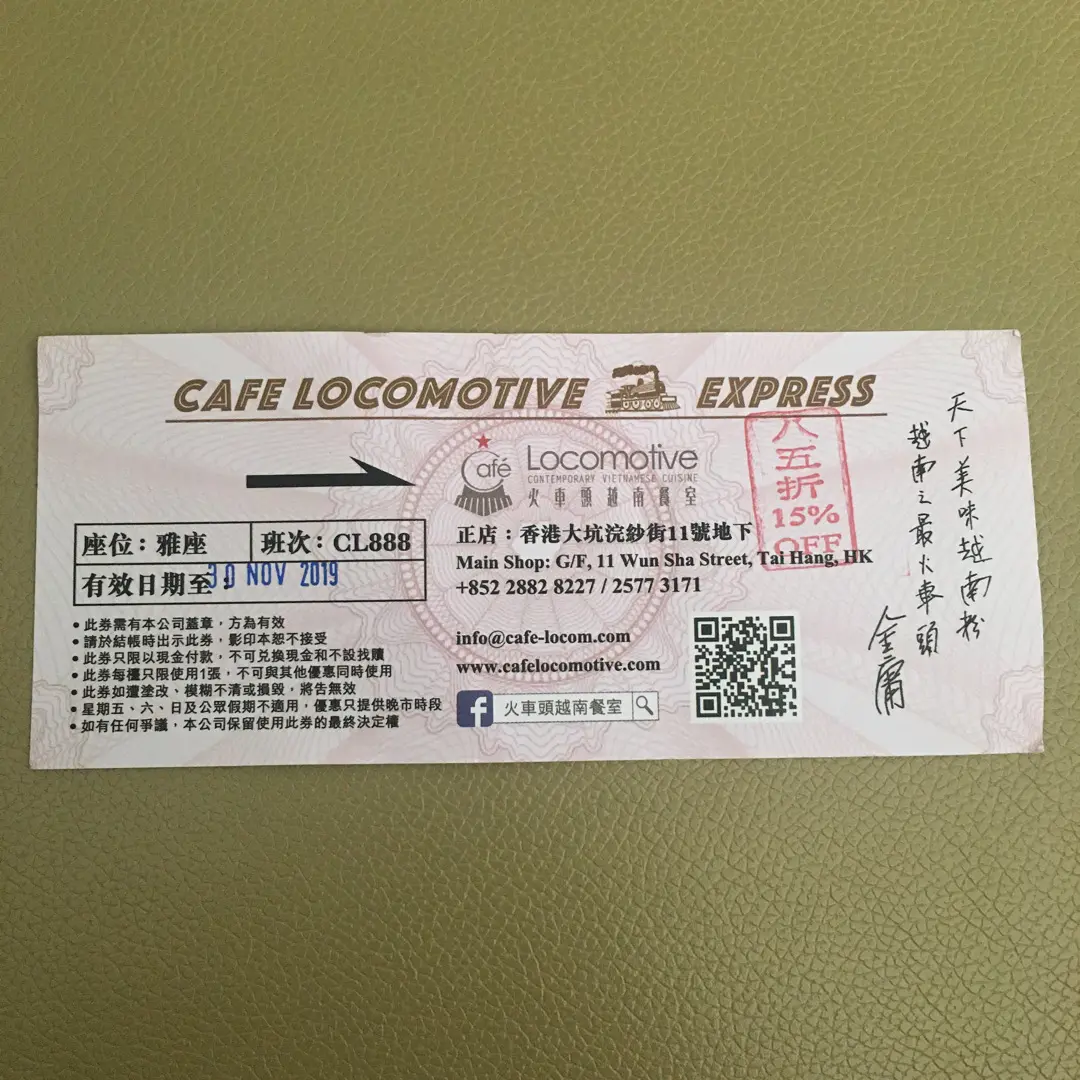 CAFE LOCOMOTIVE EXPRESS
Café Locomotive
CONTEMPORARY VIETNAMESE CUISINE
火車頭越南餐室
八五折
15%
OFF
座位：雅座
班次：CL888
有效日期至：30 NOV 2019
• 此券需有本公司蓋章，方為有效
• 請於結帳時出示此券，影印本恕不接受
• 此券只限以現金付款，不可兌換現金和不設找贖
• 此券每檯只限使用1張，不可與其他優惠同時使用
• 此券如遭塗改、模糊不清或損毀，將告無效
• 星期五、六、日及公眾假期不適用，優惠只提供晚市時段
• 如有任何爭議，本公司保留使用此券的最終決定權
正店：香港大坑浣紗街11號地下
Main Shop: G/F, 11 Wun Sha Street, Tai Hang, HK
+852 2882 8227 / 2577 3171
info@cafe-locom.com
www.cafelocomotive.com
f 火車頭越南餐室
天下美味越南粉
越南之最火車頭
金庸